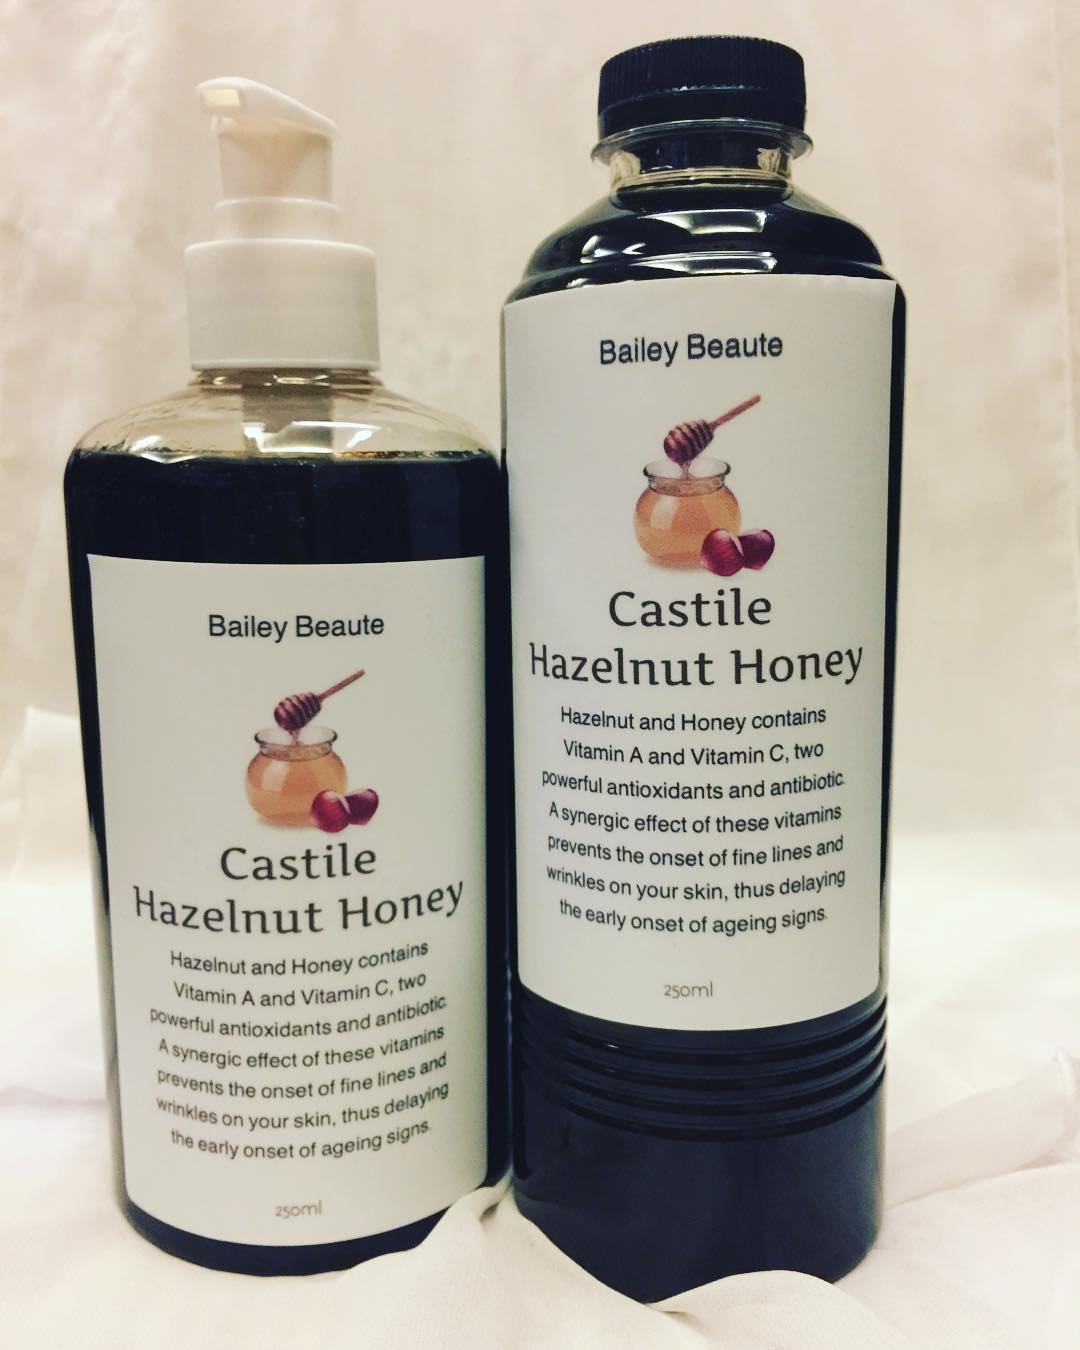 Bailey Beaute
Castile
Hazelnut Honey
Hazelnut and Honey contains
Vitamin A and Vitamin C, two
powerful antioxidants and antibiotic.
A synergic effect of these vitamins
prevents the onset of fine lines and
wrinkles on your skin, thus delaying
the early onset of ageing signs.
250ml
Bailey Beaute
Castile
Hazelnut Honey
Hazelnut and Honey contains
Vitamin A and Vitamin C, two
powerful antioxidants and antibiotic.
A synergic effect of these vitamins
prevents the onset of fine lines and
wrinkles on your skin, thus delaying
the early onset of ageing signs.
250ml